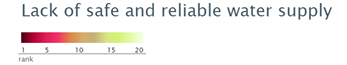 Lack of safe and reliable water supply
1 5 10 15 20
rank